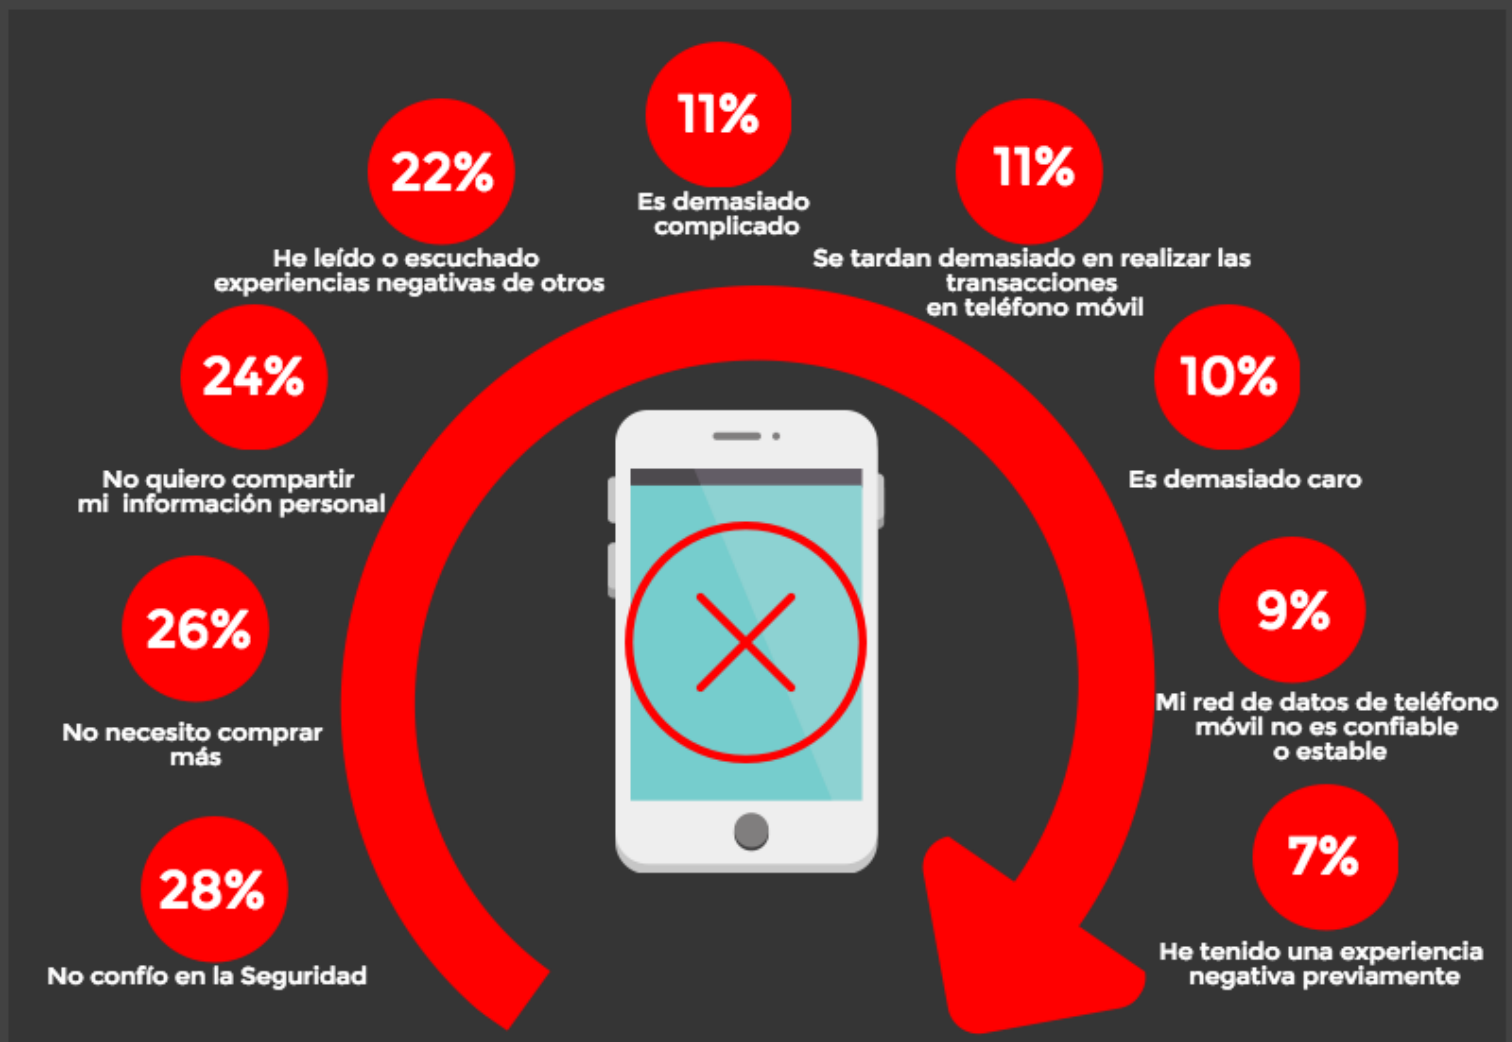 28%
No confío en la Seguridad
26%
No necesito comprar
más
24%
No quiero compartir
mi información personal
22%
He leído o escuchado
experiencias negativas de otros
11%
Es demasiado
complicado
11%
Se tardan demasiado en realizar las
transacciones
en teléfono móvil
10%
Es demasiado caro
9%
Mi red de datos de teléfono
móvil no es confiable
o estable
7%
He tenido una experiencia
negativa previamente